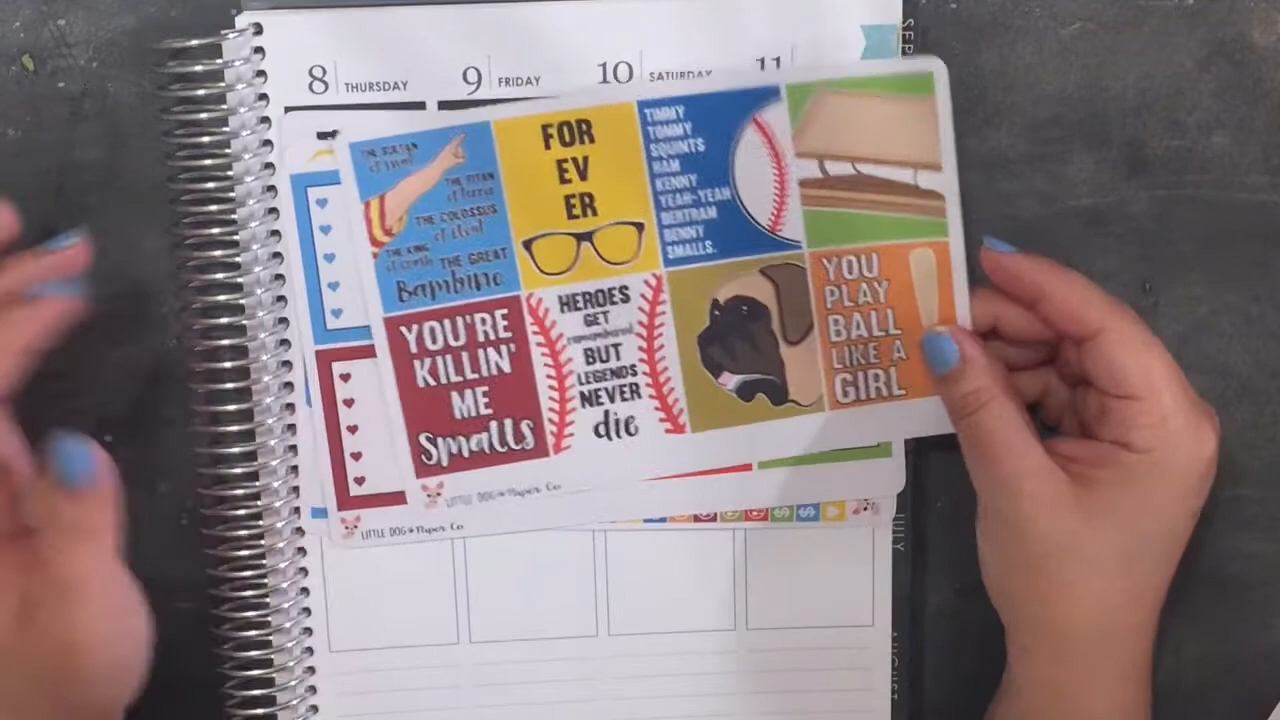 SEP
8 THURSDAY
9 FRIDAY
10 SATURDAY
11
THE SULTAN
of swat
THE TITAN
of terror
THE COLOSSUS
of clout
THE KING
of crash
THE GREAT
Bambino
FOR
EV
ER
TIMMY
TOMMY
SQUINTS
HAM
KENNY
YEAH-YEAH
BERTRAM
BENNY
SMALLS.
YOU'RE
KILLIN'
ME
Smalls
HEROES
GET
remembered
BUT
LEGENDS
NEVER
die
YOU
PLAY
BALL
LIKE A
GIRL
LITTLE DOG Paper Co
LITTLE DOG Paper Co
JULY
AUGUST